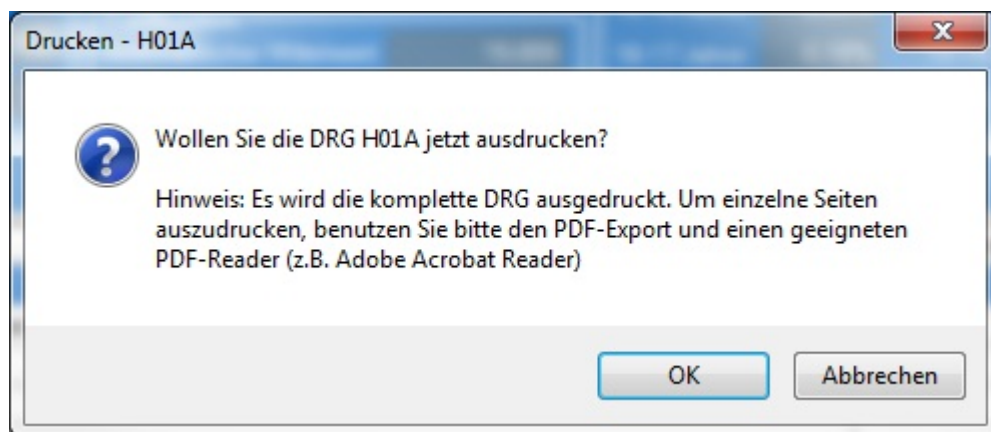 Drucken - H01A
Wollen Sie die DRG H01A jetzt ausdrucken?
Hinweis: Es wird die komplette DRG ausgedruckt. Um einzelne Seiten
auszudrucken, benutzen Sie bitte den PDF-Export und einen geeigneten
PDF-Reader (z.B. Adobe Acrobat Reader)
OK
Abbrechen